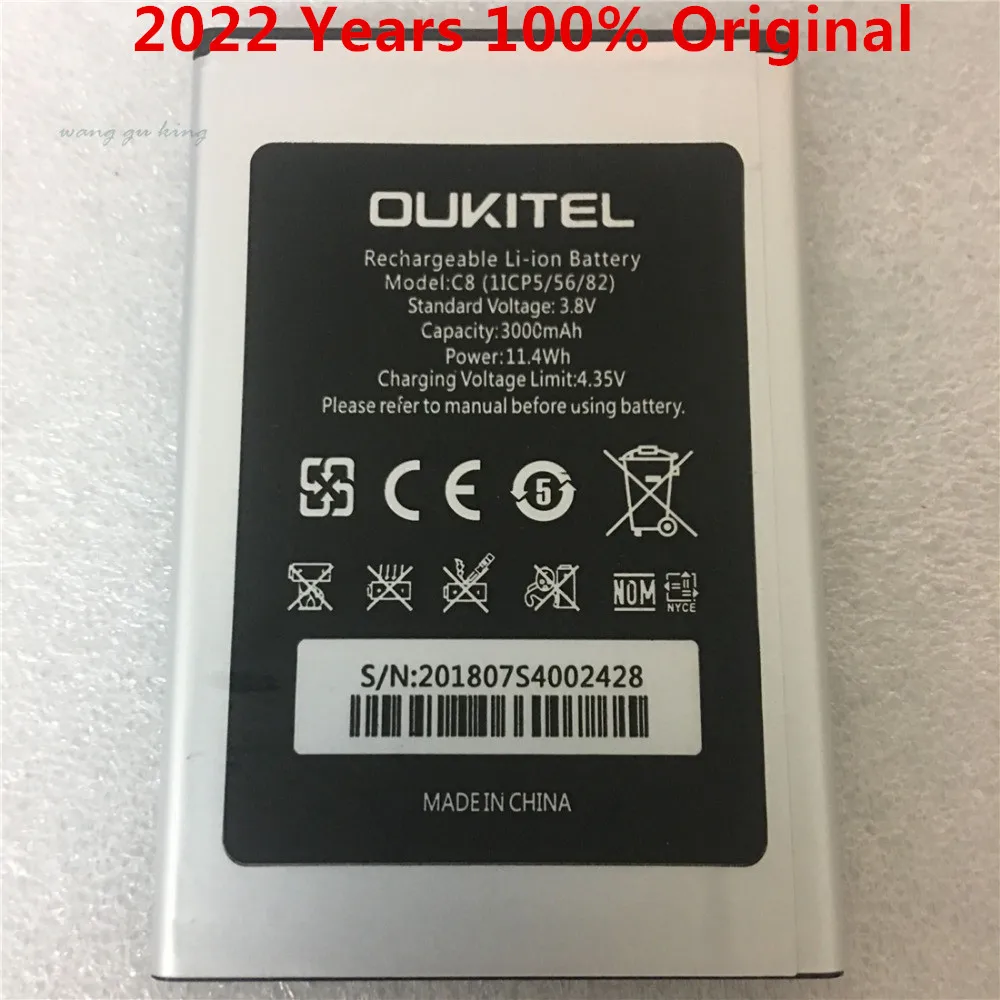 2022 Years 100% Original
wang gu king
OUKITEL
Rechargeable Li-ion Battery
Model:C8 (1ICP5/56/82)
Standard Voltage: 3.8V
Capacity:3000mAh
Power:11.4Wh
Charging Voltage Limit:4.35V
Please refer to manual before using battery.
CE
5
NOM
NYCE
S/N:201807S4002428
MADE IN CHINA